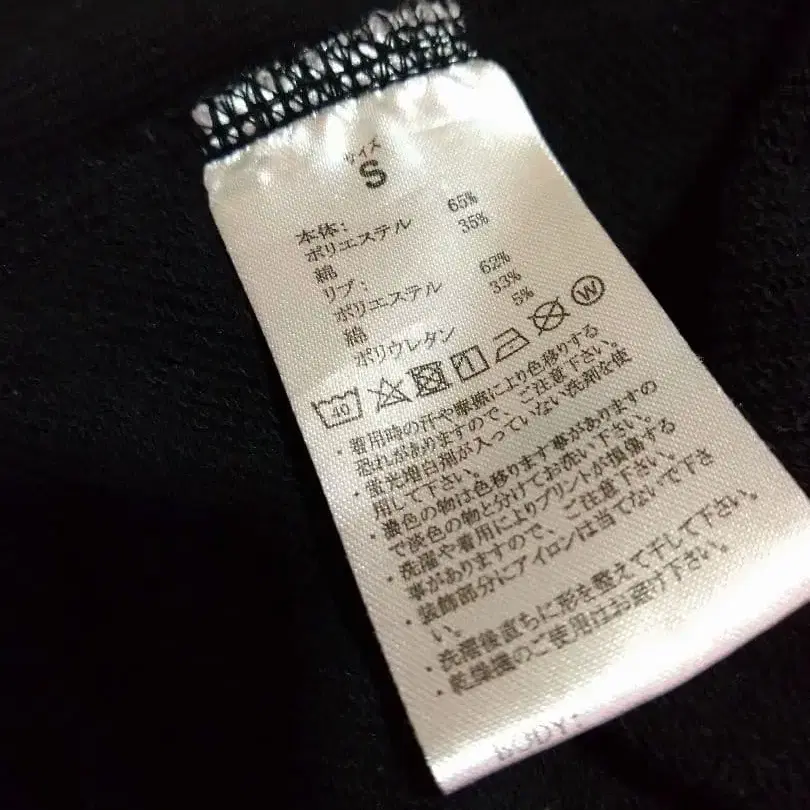 サイズ
S
本体:
ポリエステル 65%
綿 35%
リブ:
ポリエステル 62%
綿 33%
ポリウレタン 5%
40
W
・着用時の汗や摩擦により色移りする
恐れがありますので、ご注意下さい。
・蛍光増白剤が入っていない洗剤を使
用して下さい。
・濃色の物は色移ります事がありますの
で淡色の物と分けてお洗い下さい。
・洗濯や着用によりプリントが損傷する
事がありますので、ご注意下さい。
・装飾部分にアイロンは当てないで下さ
い。
・洗濯後直ちに形を整えて干して下さい。
・乾燥機のご使用はお避け下さい。
BODY: